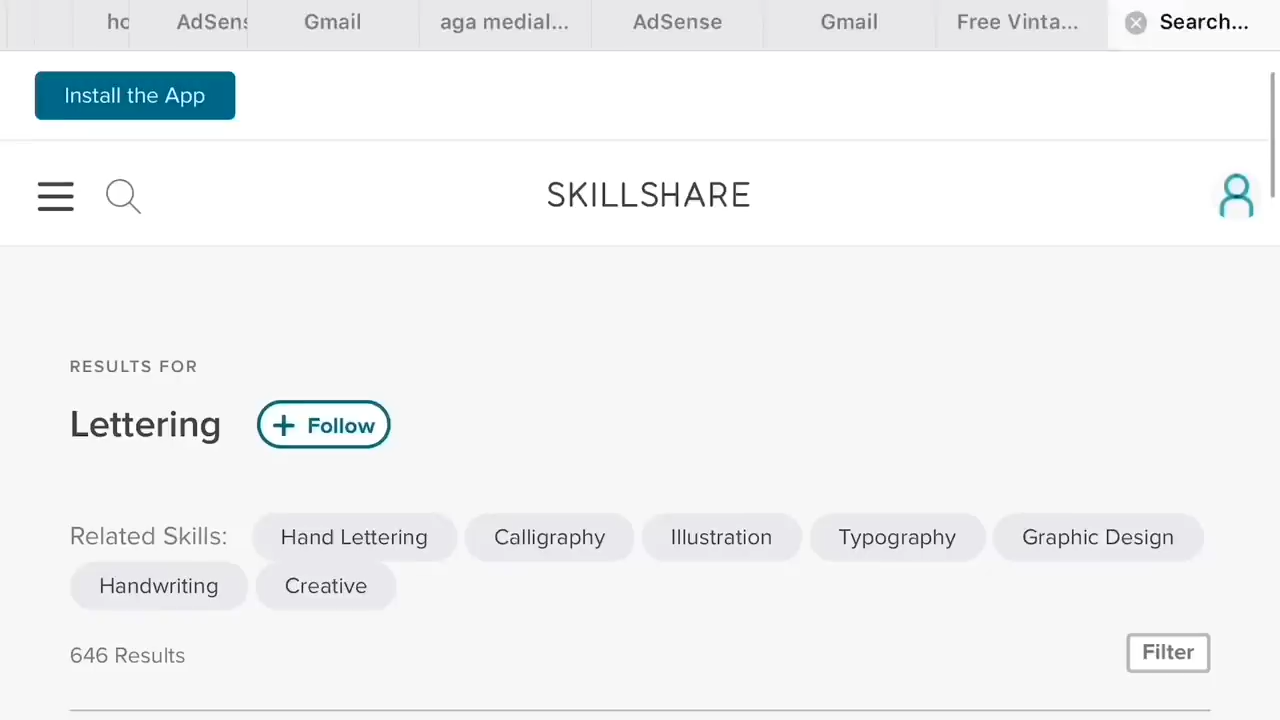 ho AdSens Gmail aga medial... AdSense Gmail Free Vinta... Search...
Install the App
SKILLSHARE
RESULTS FOR
Lettering + Follow
Related Skills: Hand Lettering Calligraphy Illustration Typography Graphic Design
Handwriting Creative
646 Results Filter